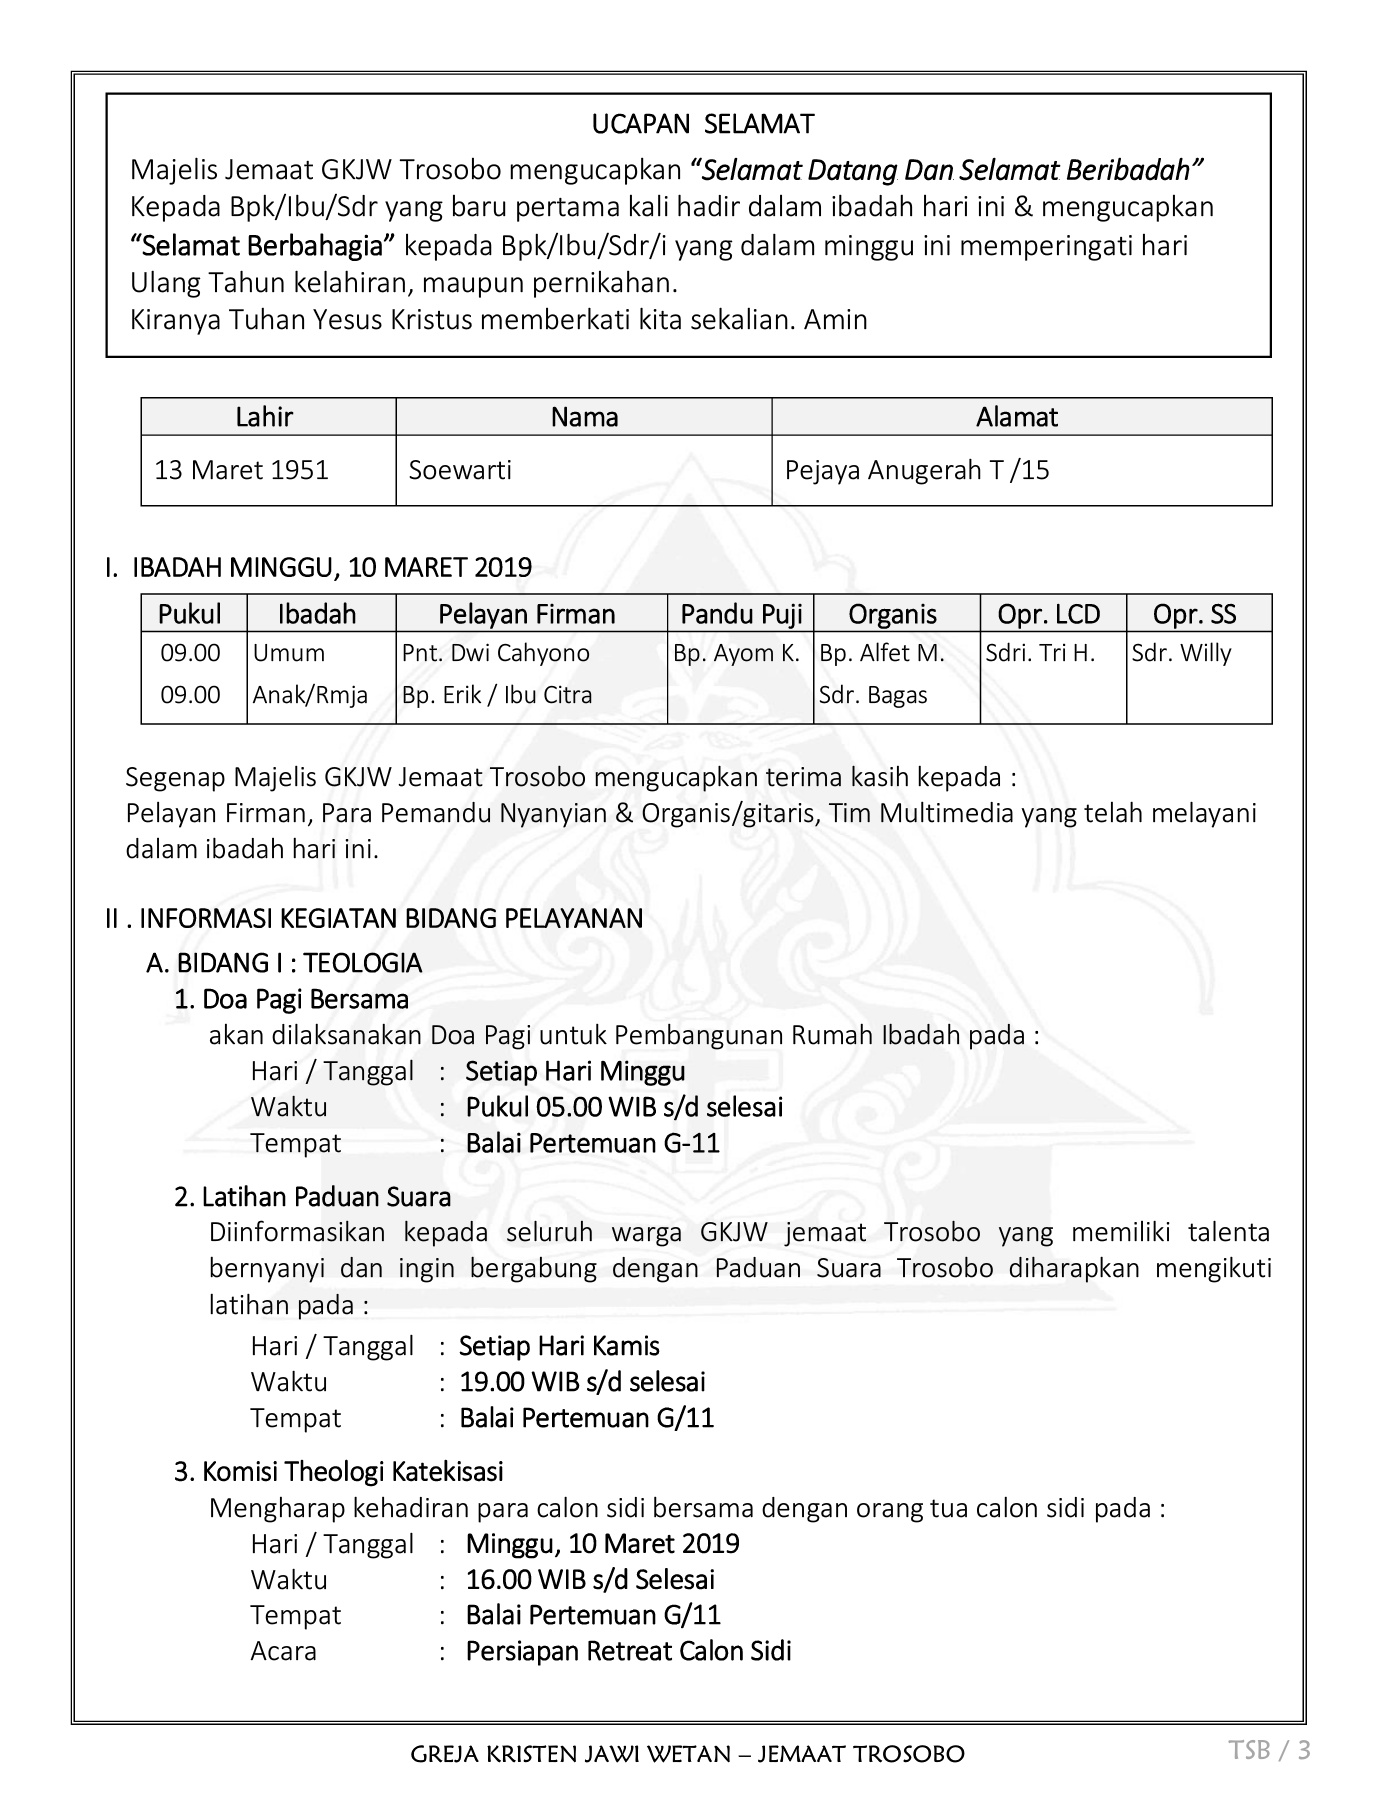 UCAPAN SELAMAT
Majelis Jemaat GKJW Trosobo mengucapkan “Selamat Datang Dan Selamat Beribadah”
Kepada Bpk/Ibu/Sdr yang baru pertama kali hadir dalam ibadah hari ini & mengucapkan
“Selamat Berbahagia” kepada Bpk/Ibu/Sdr/i yang dalam minggu ini memperingati hari
Ulang Tahun kelahiran, maupun pernikahan.
Kiranya Tuhan Yesus Kristus memberkati kita sekalian. Amin
Lahir Nama Alamat
13 Maret 1951 Soewarti Pejaya Anugerah T /15
I. IBADAH MINGGU, 10 MARET 2019
Pukul Ibadah Pelayan Firman Pandu Puji Organis Opr. LCD Opr. SS
09.00 Umum Pnt. Dwi Cahyono Bp. Ayom K. Bp. Alfet M. Sdri. Tri H. Sdr. Willy
09.00 Anak/Rmja Bp. Erik / Ibu Citra Sdr. Bagas
Segenap Majelis GKJW Jemaat Trosobo mengucapkan terima kasih kepada :
Pelayan Firman, Para Pemandu Nyanyian & Organis/gitaris, Tim Multimedia yang telah melayani
dalam ibadah hari ini.
II . INFORMASI KEGIATAN BIDANG PELAYANAN
A. BIDANG I : TEOLOGIA
1. Doa Pagi Bersama
akan dilaksanakan Doa Pagi untuk Pembangunan Rumah Ibadah pada :
Hari / Tanggal : Setiap Hari Minggu
Waktu : Pukul 05.00 WIB s/d selesai
Tempat : Balai Pertemuan G-11
2. Latihan Paduan Suara
Diinformasikan kepada seluruh warga GKJW jemaat Trosobo yang memiliki talenta
bernyanyi dan ingin bergabung dengan Paduan Suara Trosobo diharapkan mengikuti
latihan pada :
Hari / Tanggal : Setiap Hari Kamis
Waktu : 19.00 WIB s/d selesai
Tempat : Balai Pertemuan G/11
3. Komisi Theologi Katekisasi
Mengharap kehadiran para calon sidi bersama dengan orang tua calon sidi pada :
Hari / Tanggal : Minggu, 10 Maret 2019
Waktu : 16.00 WIB s/d Selesai
Tempat : Balai Pertemuan G/11
Acara : Persiapan Retreat Calon Sidi
GREJA KRISTEN JAWI WETAN – JEMAAT TROSOBO
TSB / 3